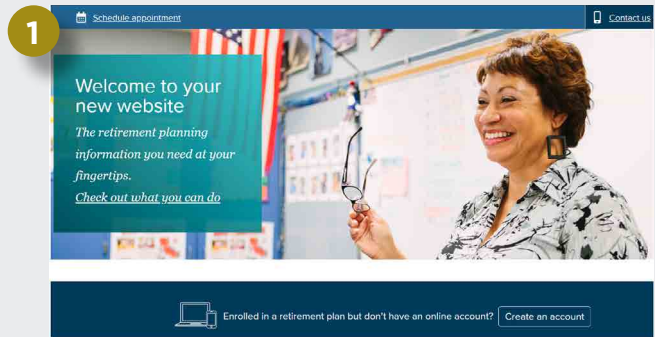 1
Schedule appointment
Contact us
Welcome to your
new website
The retirement planning
information you need at your
fingertips.
Check out what you can do
Enrolled in a retirement plan but don't have an online account?
Create an account